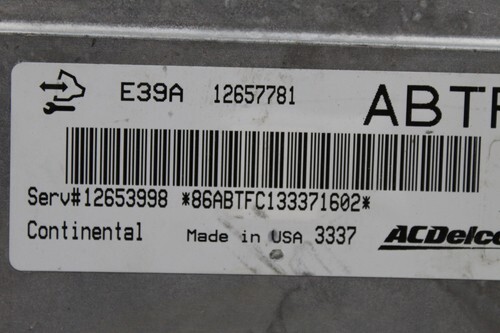 E39A 12657781 ABTF
Serv#12653998 *86ABTFC133371602*
Continental Made in USA 3337 ACDelco